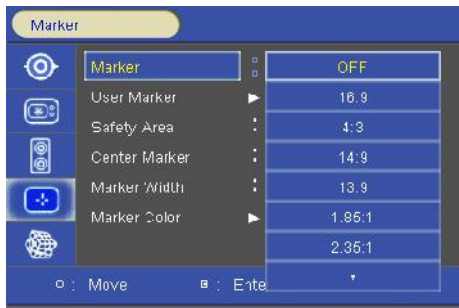 Marker
Marker OFF
User Marker 16:9
Safety Area : 4:3
Center Marker : 14:9
Marker Width : 13:9
Marker Color 1.85:1
2.35:1
: Move : Ente